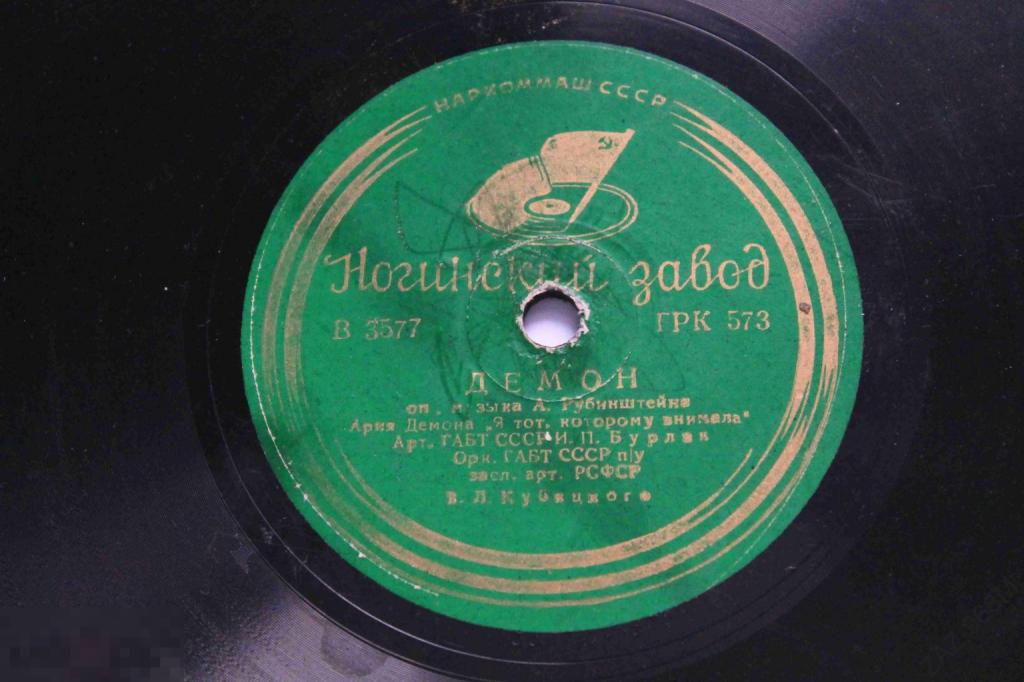 НАРКОММАШ СССР
Ногинский завод
В 3577 ГРК 573
ДЕМОН
оп. музыка А. Рубинштейна
Ария Демона „Я тот, которому внимала"
Арт. ГАБТ СССР И. П. Бурлак
Орк. ГАБТ СССР п/у
засл. арт. РСФСР
В. Л. Кубацкого